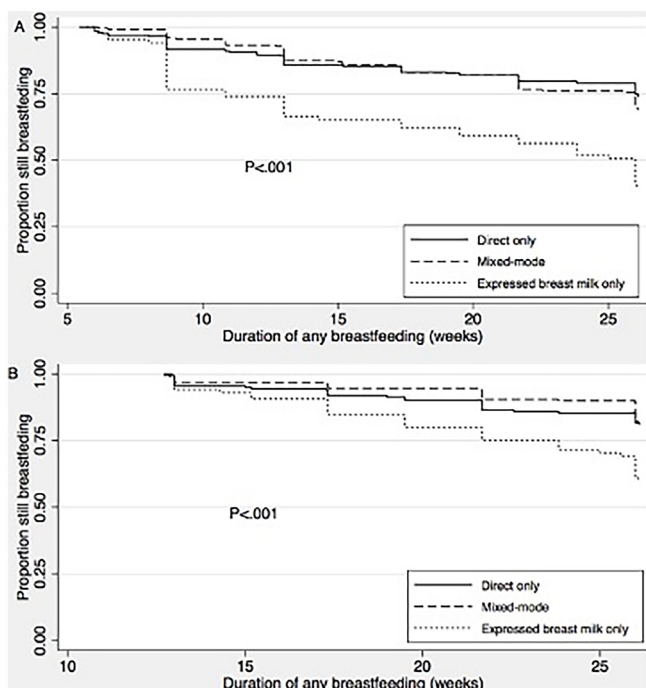 A
Proportion still breastfeeding
1.00
0.75
0.50
0.25
0.00
P<.001
Direct only
Mixed-mode
Expressed breast milk only
5 10 15 20 25
Duration of any breastfeeding (weeks)
B
Proportion still breastfeeding
1.00
0.75
0.50
0.25
0.00
P<.001
Direct only
Mixed-mode
Expressed breast milk only
10 15 20 25
Duration of any breastfeeding (weeks)